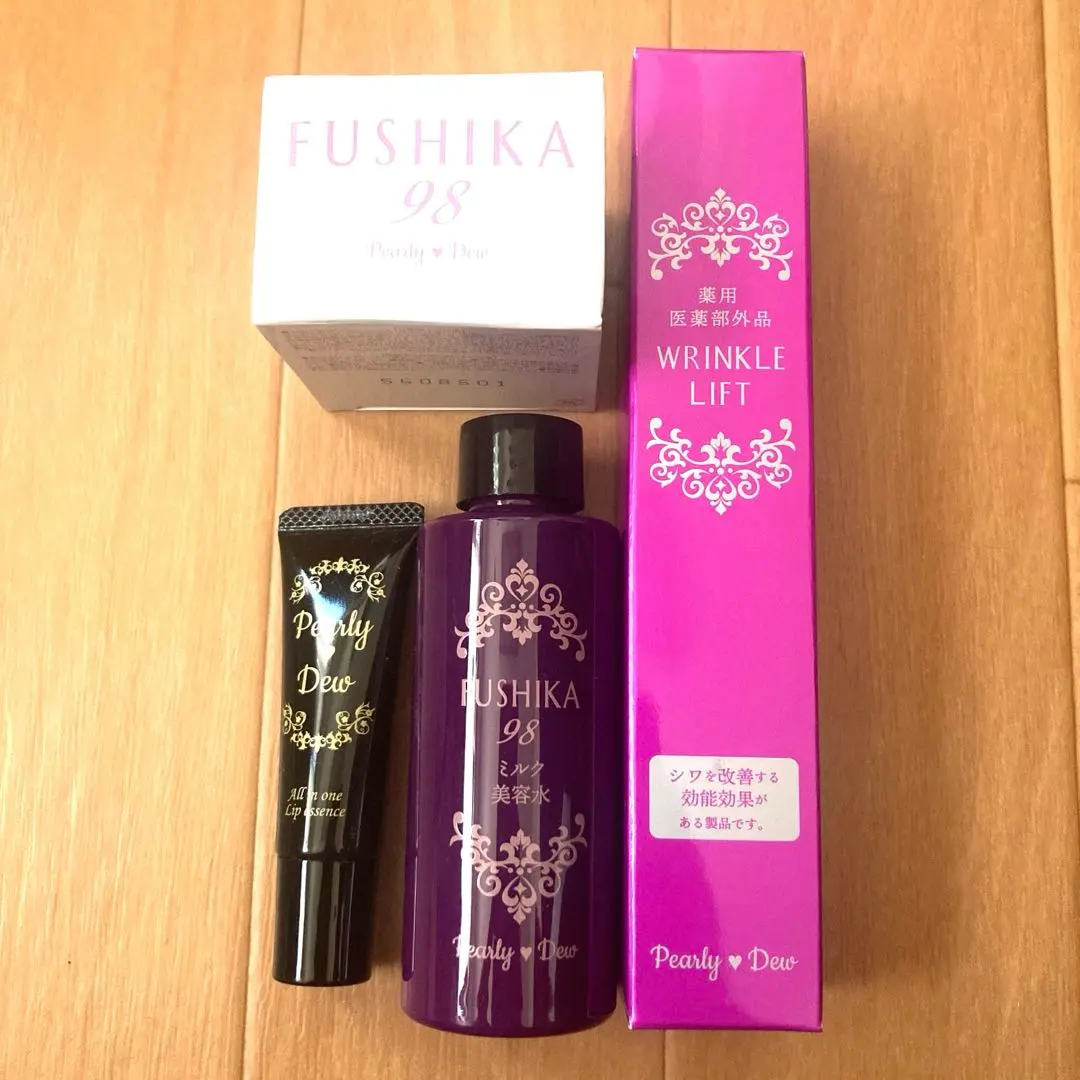 FUSHIKA
98
Pearly ♥ Dew
薬用
医薬部外品
WRINKLE
LIFT
シワを改善する
効能効果が
ある製品です。
Pearly ♥ Dew
Pearly
♥
Dew
All in one
Lip essence
FUSHIKA
98
ミルク
美容水
Pearly ♥ Dew